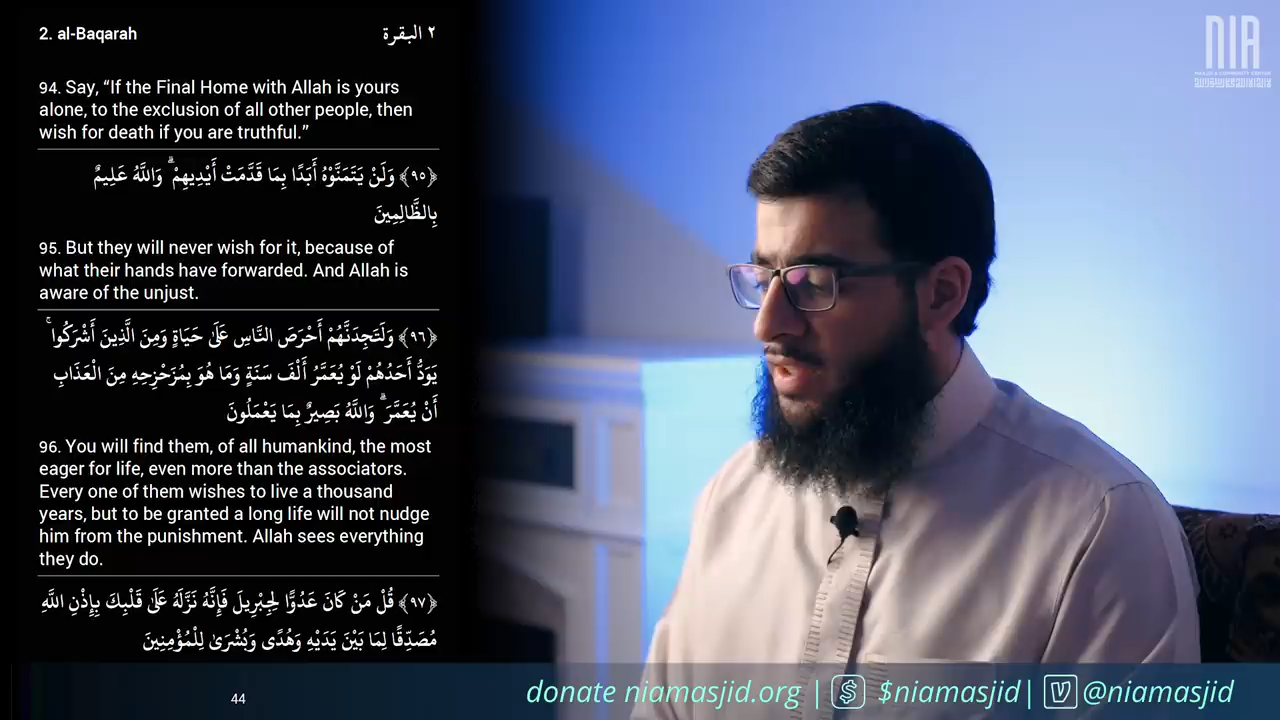 2. al-Baqarah
٢ البقرة
94. Say, “If the Final Home with Allah is yours
alone, to the exclusion of all other people, then
wish for death if you are truthful.”
﴿٩٥﴾ وَلَنْ يَتَمَنَّوْهُ أَبَدًا بِمَا قَدَّمَتْ أَيْدِيهِمْ ۗ وَاللَّهُ عَلِيمٌ
بِالظَّالِمِينَ
95. But they will never wish for it, because of
what their hands have forwarded. And Allah is
aware of the unjust.
﴿٩٦﴾ وَلَتَجِدَنَّهُمْ أَحْرَصَ النَّاسِ عَلَىٰ حَيَاةٍ وَمِنَ الَّذِينَ أَشْرَكُوا ۚ
يَوَدُّ أَحَدُهُمْ لَوْ يُعَمَّرُ أَلْفَ سَنَةٍ وَمَا هُوَ بِمُزَحْزِحِهِ مِنَ الْعَذَابِ
أَنْ يُعَمَّرَ ۗ وَاللَّهُ بَصِيرٌ بِمَا يَعْمَلُونَ
96. You will find them, of all humankind, the most
eager for life, even more than the associators.
Every one of them wishes to live a thousand
years, but to be granted a long life will not nudge
him from the punishment. Allah sees everything
they do.
﴿٩٧﴾ قُلْ مَنْ كَانَ عَدُوًّا لِجِبْرِيلَ فَإِنَّهُ نَزَّلَهُ عَلَىٰ قَلْبِكَ بِإِذْنِ اللَّهِ
مُصَدِّقًا لِمَا بَيْنَ يَدَيْهِ وَهُدًى وَبُشْرَىٰ لِلْمُؤْمِنِينَ
44
NIA
MASJID & COMMUNITY CENTER
donate niamasjid.org | $ $niamasjid | V @niamasjid